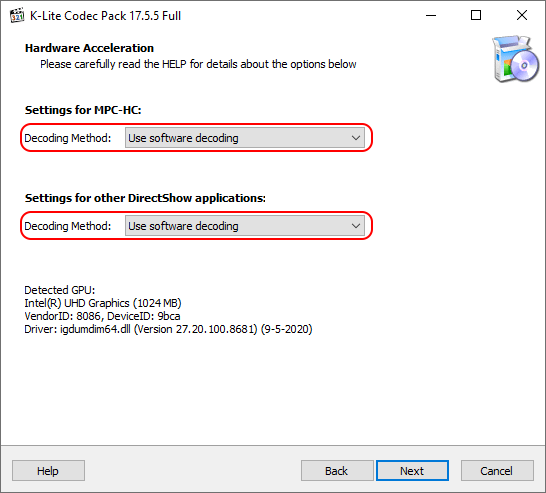 K-Lite Codec Pack 17.5.5 Full
Hardware Acceleration
Please carefully read the HELP for details about the options below
Settings for MPC-HC:
Decoding Method: Use software decoding
Settings for other DirectShow applications:
Decoding Method: Use software decoding
Detected GPU:
Intel(R) UHD Graphics (1024 MB)
VendorID: 8086, DeviceID: 9bca
Driver: igdumdim64.dll (Version 27.20.100.8681) (9-5-2020)
Help Back Next Cancel